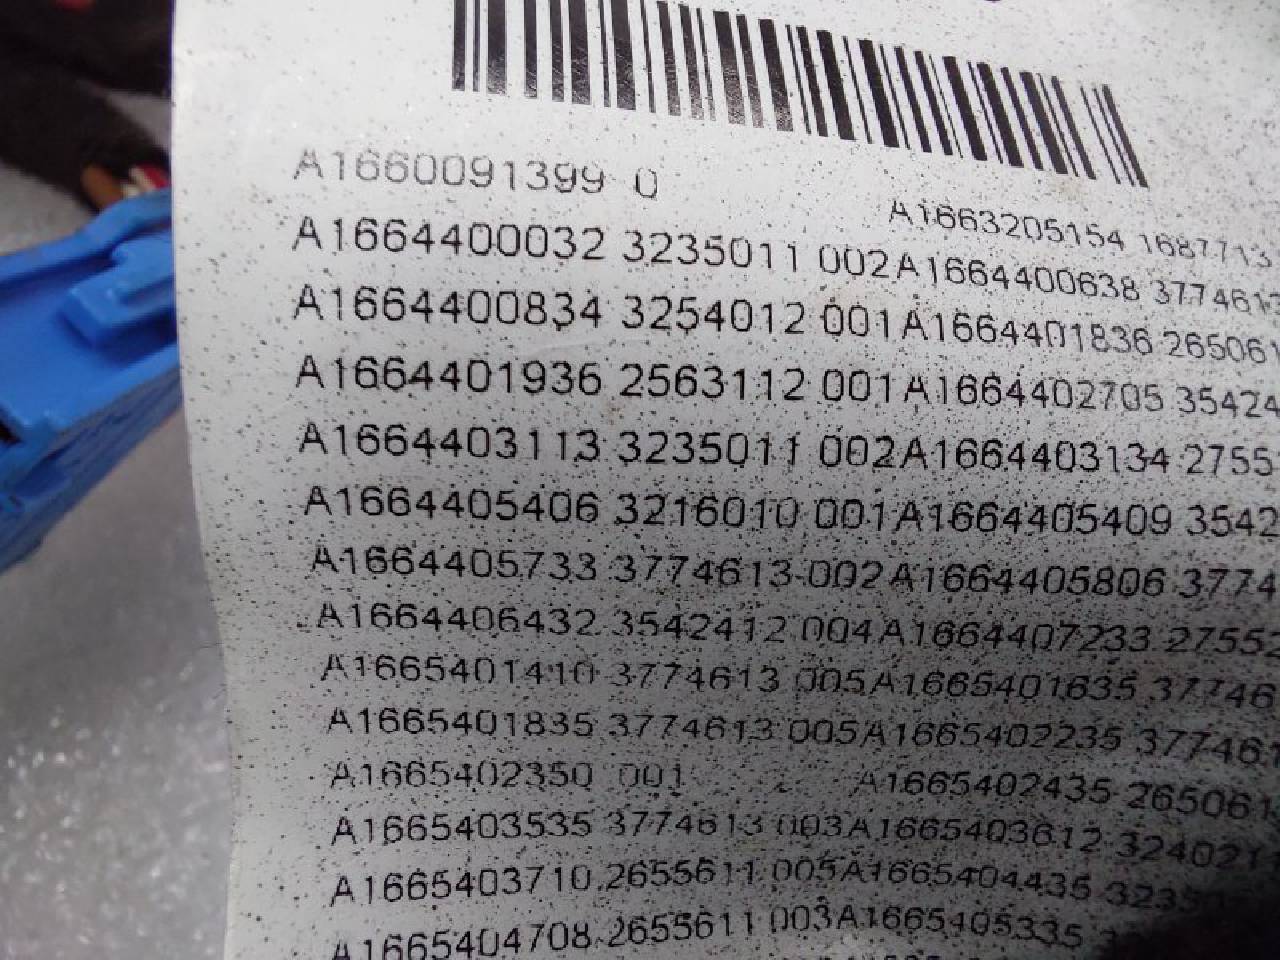 A1660091399 0 A1663205154 1687713
A1664400032 3235011 002A1664400638 377461
A1664400834 3254012 001A1664401836 265061
A1664401936 2563112 001A1664402705 35424
A1664403113 3235011 002A1664403134 2755
A1664405406 3216010 001A1664405409 3542
A1664405733 3774613 002A1664405806 3774
A1664406432 3542412 004A1664407233 27552
A1665401410 3774613 005A1665401635 37746
A1665401835 3774613 005A1665402235 377461
A1665402350 001 A1665402435 265061
A1665403535 3774613 003A1665403612 324021
A1665403710 2655611 005A1665404435 323
A1665404708 2655611 003A1665405335